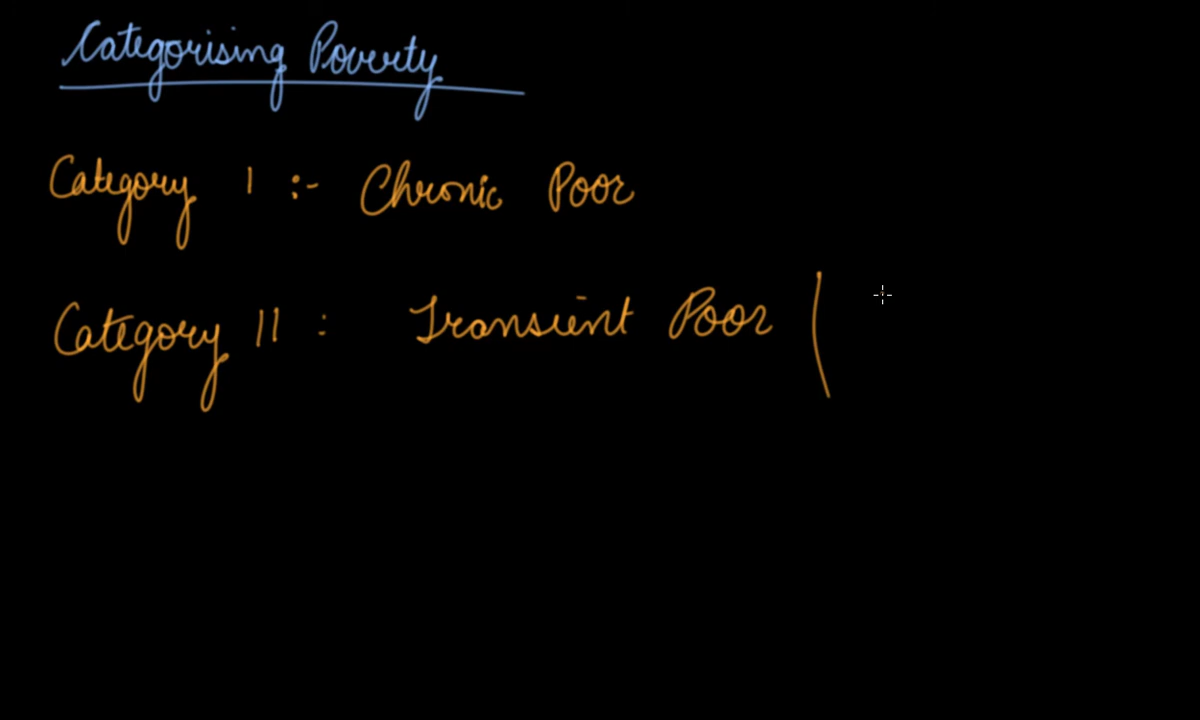 Categorising Poverty
Category I :- Chronic Poor
Category II : Transient Poor (